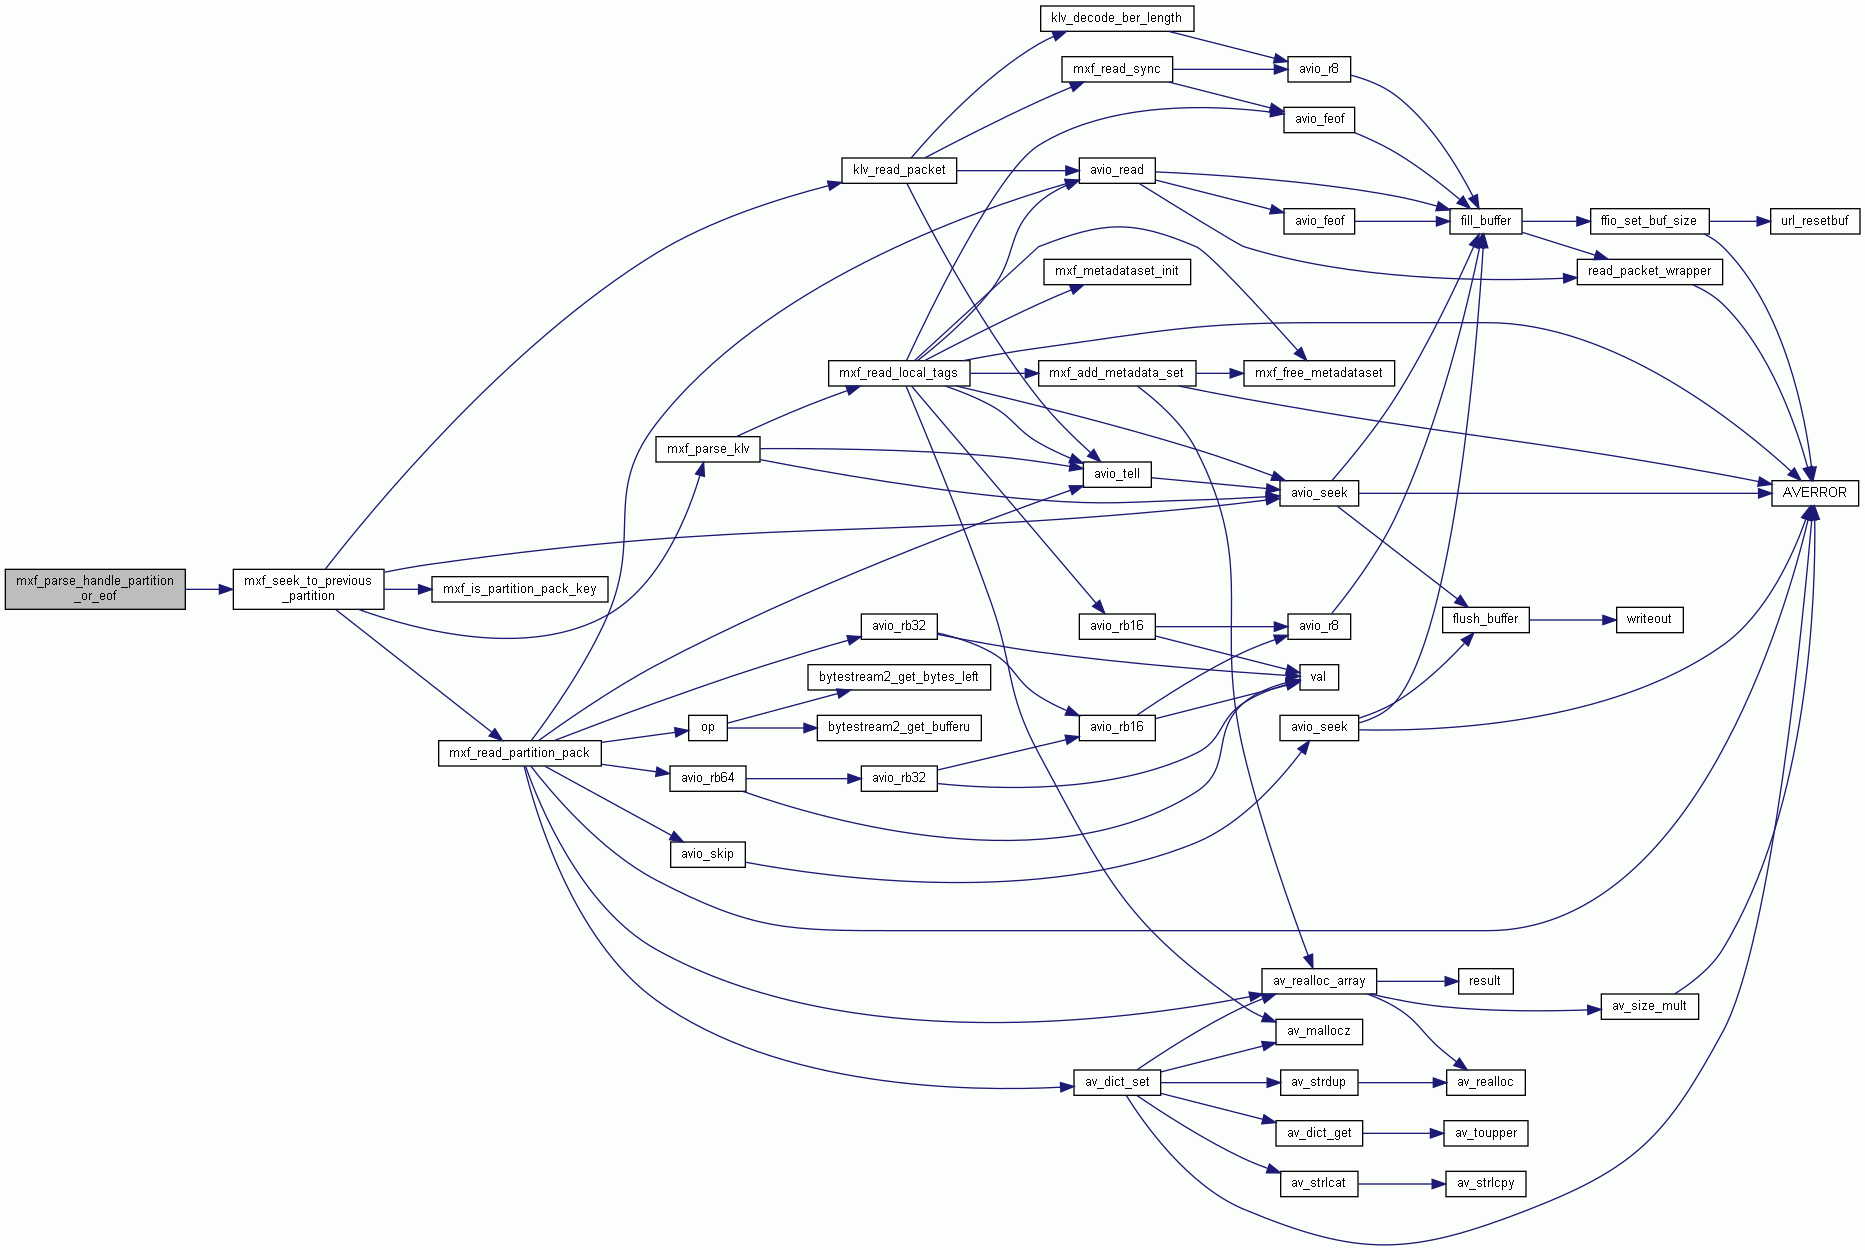 klv_decode_ber_length
mxf_read_sync
avio_r8
avio_feof
klv_read_packet
avio_read
avio_feof
fill_buffer
ffio_set_buf_size
url_resetbuf
mxf_metadataset_init
read_packet_wrapper
mxf_read_local_tags
mxf_add_metadata_set
mxf_free_metadataset
mxf_parse_klv
avio_tell
avio_seek
AVERROR
mxf_parse_handle_partition
_or_eof
mxf_seek_to_previous
_partition
mxf_is_partition_pack_key
avio_rb32
avio_rb16
avio_r8
flush_buffer
writeout
bytestream2_get_bytes_left
val
op
bytestream2_get_bufferu
avio_rb16
avio_seek
mxf_read_partition_pack
avio_rb64
avio_rb32
avio_skip
av_realloc_array
result
av_size_mult
av_mallocz
av_dict_set
av_strdup
av_realloc
av_dict_get
av_toupper
av_strlcat
av_strlcpy